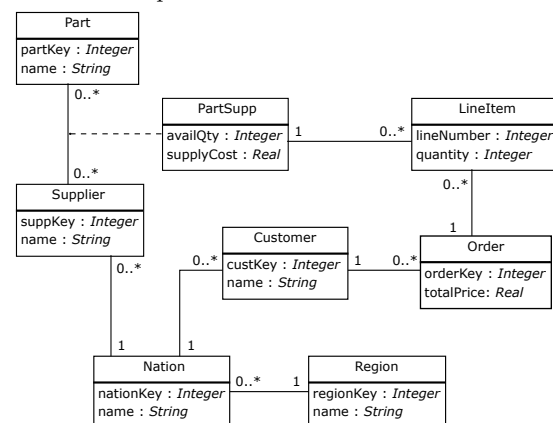 Part
partKey : Integer
name : String
0..*
PartSupp
availQty : Integer
supplyCost : Real
1
0..*
LineItem
lineNumber : Integer
quantity : Integer
0..*
Supplier
suppKey : Integer
name : String
0..*
0..*
1
Customer
custKey : Integer
name : String
0..*
1
0..*
Order
orderKey : Integer
totalPrice: Real
1
1
Nation
nationKey : Integer
name : String
0..*
1
Region
regionKey : Integer
name : String